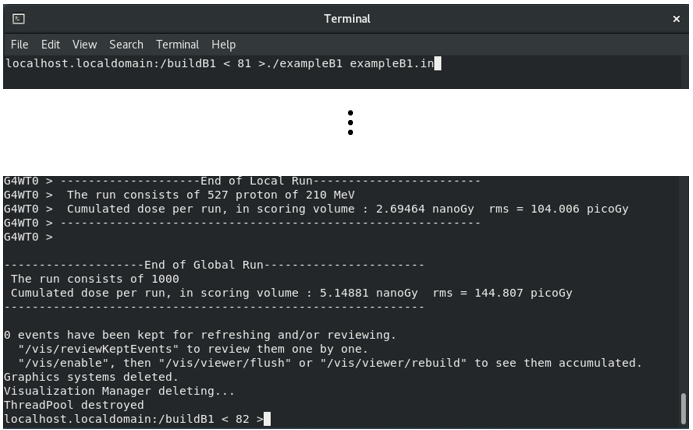 Terminal
×
File Edit View Search Terminal Help
localhost.localdomain:/buildB1 < 81 >./exampleB1 exampleB1.in
G4WT0 > --------------------End of Local Run------------------------
G4WT0 >  The run consists of 527 proton of 210 MeV
G4WT0 >  Cumulated dose per run, in scoring volume : 2.69464 nanoGy  rms = 104.006 picoGy
G4WT0 > ------------------------------------------------------------
G4WT0 >
--------------------End of Global Run-----------------------
 The run consists of 1000
 Cumulated dose per run, in scoring volume : 5.14881 nanoGy  rms = 144.807 picoGy
------------------------------------------------------------
0 events have been kept for refreshing and/or reviewing.
  "/vis/reviewKeptEvents" to review them one by one.
  "/vis/enable", then "/vis/viewer/flush" or "/vis/viewer/rebuild" to see them accumulated.
Graphics systems deleted.
Visualization Manager deleting...
ThreadPool destroyed
localhost.localdomain:/buildB1 < 82 >